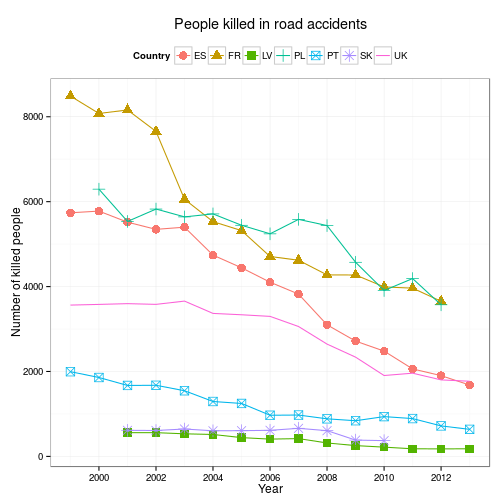 People killed in road accidents
Country ES FR LV PL PT SK UK
Number of killed people
8000
6000
4000
2000
0
2000 2002 2004 2006 2008 2010 2012
Year